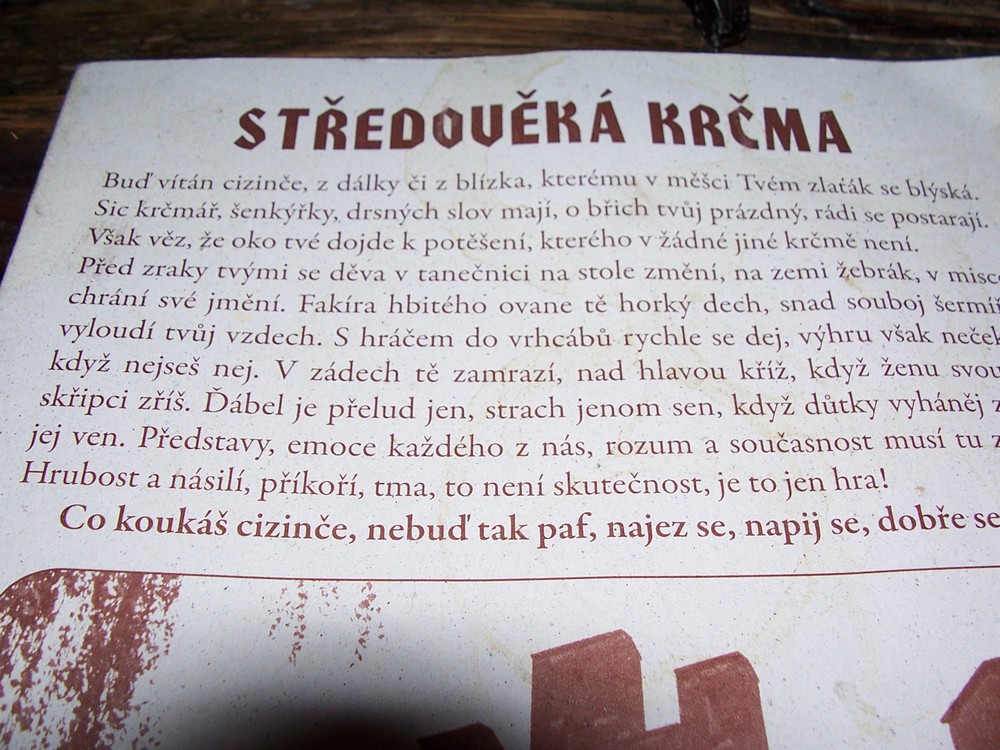 STŘEDOVĚKÁ KRČMA
Buď vítán cizinče, z dálky či z blízka, kterému v měšci Tvém zlaťák se blýská.
Sic krčmář, šenkýřky, drsných slov mají, o břich tvůj prázdný, rádi se postarají.
Však věz, že oko tvé dojde k potěšení, kterého v žádné jiné krčmě není.
Před zraky tvými se děva v tanečnici na stole změní, na zemi žebrák, v misce
chrání své jmění. Fakíra hbitého ovane tě horký dech, snad souboj
vyloudí tvůj vzdech. S hráčem do vrhcábů rychle se dej, výhru však
když nejseš nej. V zádech tě zamrazí, nad hlavou kříž, když ženu
skřipci zříš. Ďábel je přelud jen, strach jenom sen, když důtky vyháněj
jej ven. Představy, emoce každého z nás, rozum a současnost musí tu
Hrubost a násilí, příkoří, tma, to není skutečnost, je to jen hra!
Co koukáš cizinče, nebuď tak paf, najez se, napij se, dobře se